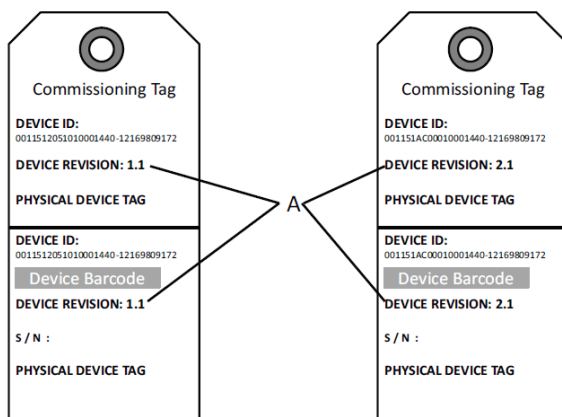 Commissioning Tag
DEVICE ID:
0011512051010001440-12169809172
DEVICE REVISION: 1.1
PHYSICAL DEVICE TAG
DEVICE ID:
0011512051010001440-12169809172
Device Barcode
DEVICE REVISION: 1.1
S / N :
PHYSICAL DEVICE TAG
A
Commissioning Tag
DEVICE ID:
001151AC00010001440-12169809172
DEVICE REVISION: 2.1
PHYSICAL DEVICE TAG
DEVICE ID:
001151AC00010001440-12169809172
Device Barcode
DEVICE REVISION: 2.1
S / N :
PHYSICAL DEVICE TAG